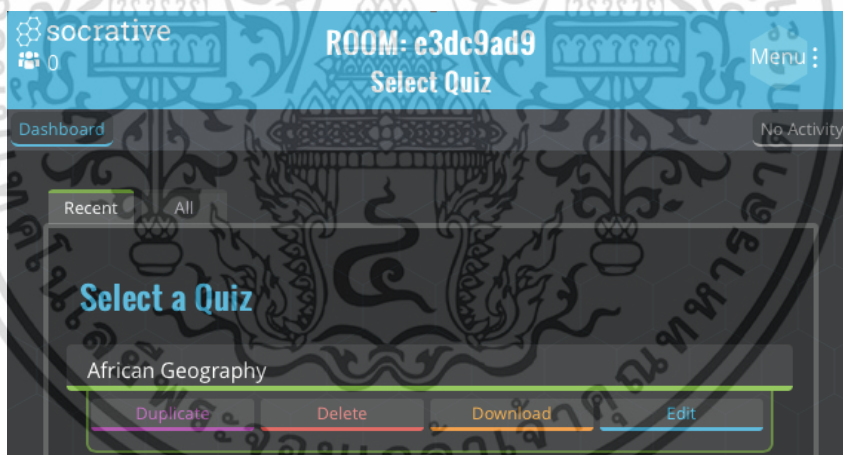 socrative
0
ROOM: e3dc9ad9
Select Quiz
Menu
Dashboard
No Activity
Recent All
Select a Quiz
African Geography
Duplicate Delete Download Edit